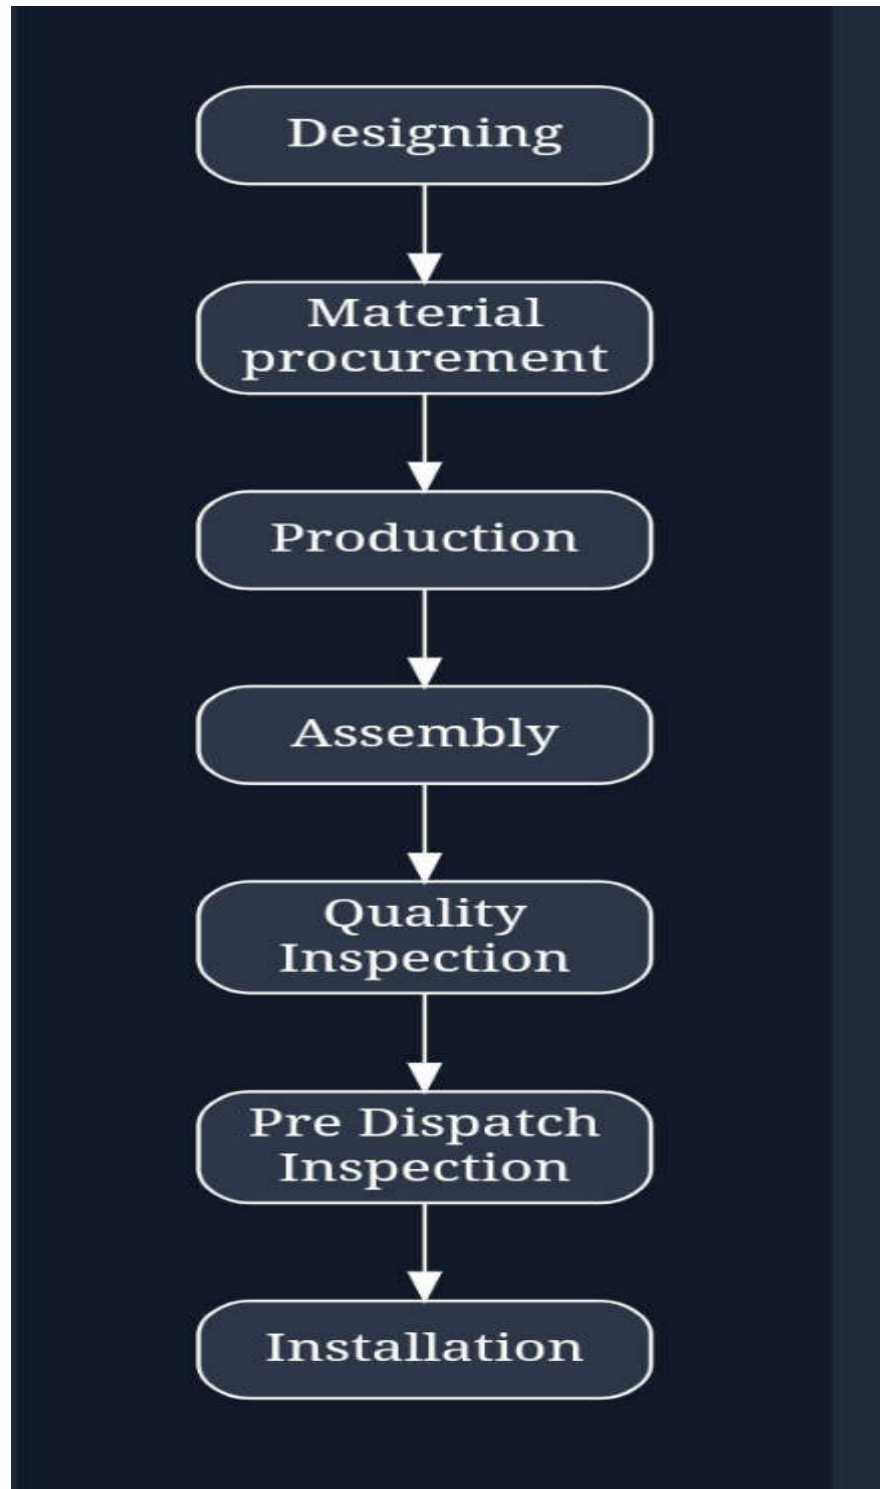 Designing
Material
procurement
Production
Assembly
Quality
Inspection
Pre Dispatch
Inspection
Installation